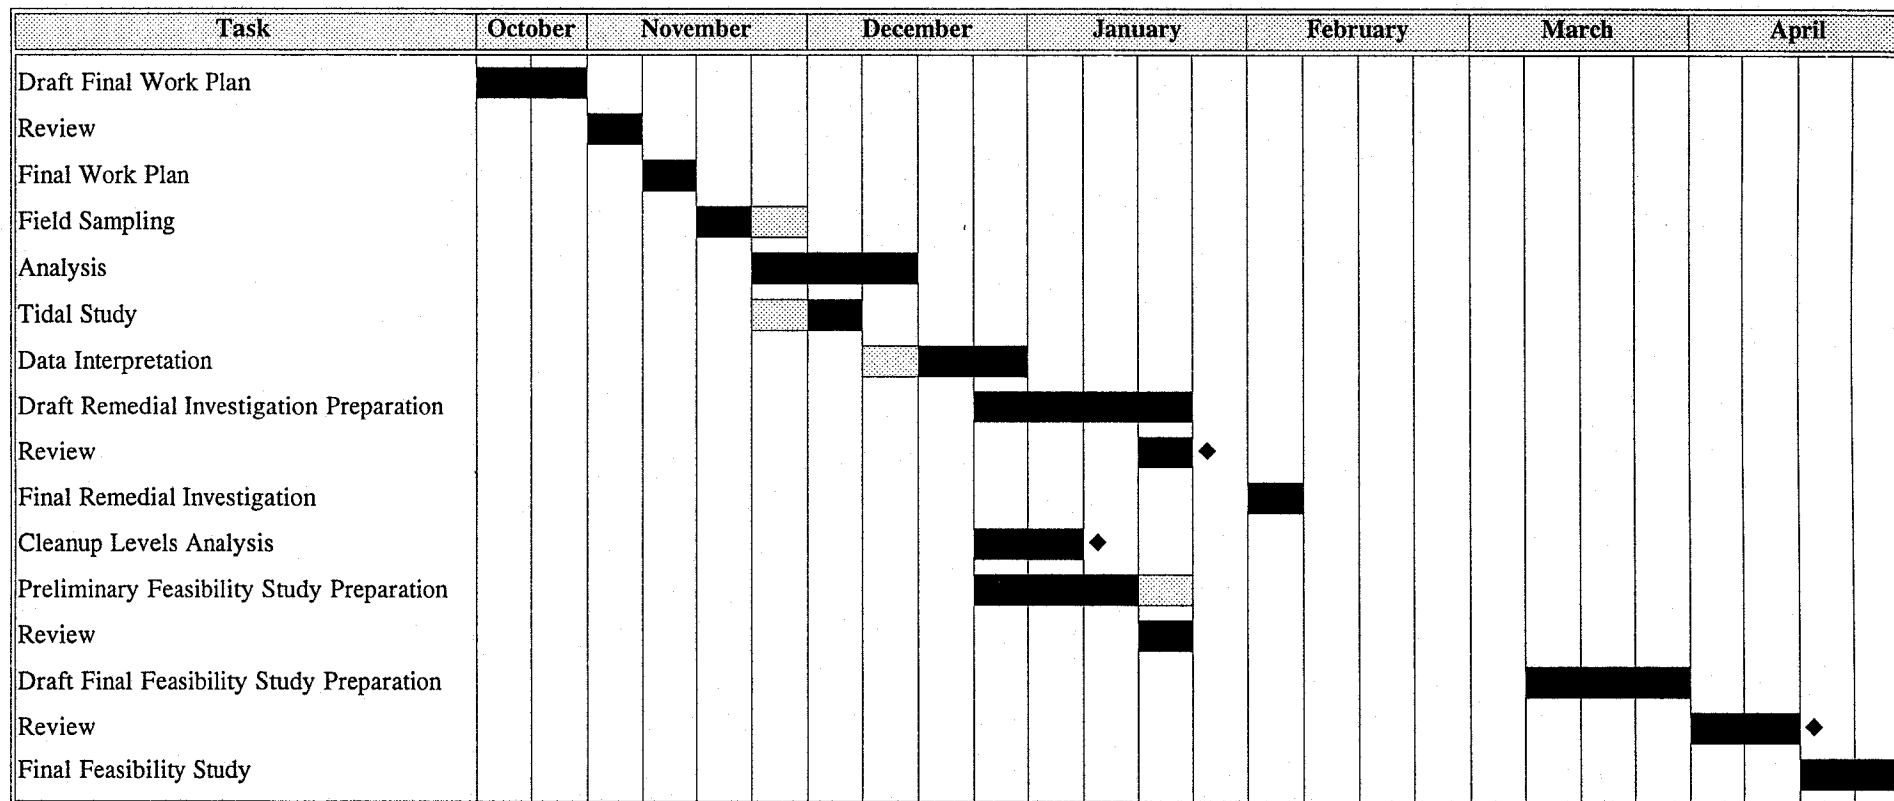 Task October November December January February March April
Draft Final Work Plan
Review
Final Work Plan
Field Sampling
Analysis
Tidal Study
Data Interpretation
Draft Remedial Investigation Preparation
Review
Final Remedial Investigation
Cleanup Levels Analysis
Preliminary Feasibility Study Preparation
Review
Draft Final Feasibility Study Preparation
Review
Final Feasibility Study